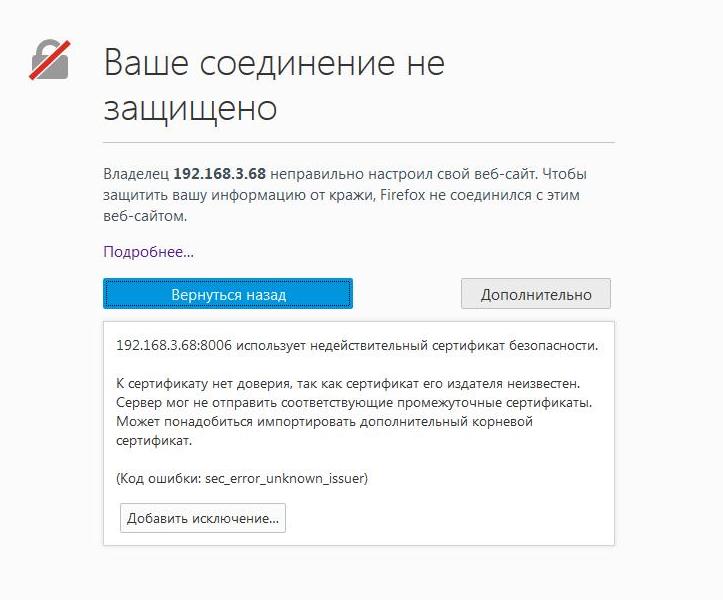 Ваше соединение не
защищено
Владелец 192.168.3.68 неправильно настроил свой веб-сайт. Чтобы
защитить вашу информацию от кражи, Firefox не соединился с этим
веб-сайтом.
Подробнее…
Вернуться назад
Дополнительно
192.168.3.68:8006 использует недействительный сертификат безопасности.
К сертификату нет доверия, так как сертификат его издателя неизвестен.
Сервер мог не отправить соответствующие промежуточные сертификаты.
Может понадобиться импортировать дополнительный корневой
сертификат.
(Код ошибки: sec_error_unknown_issuer)
Добавить исключение…